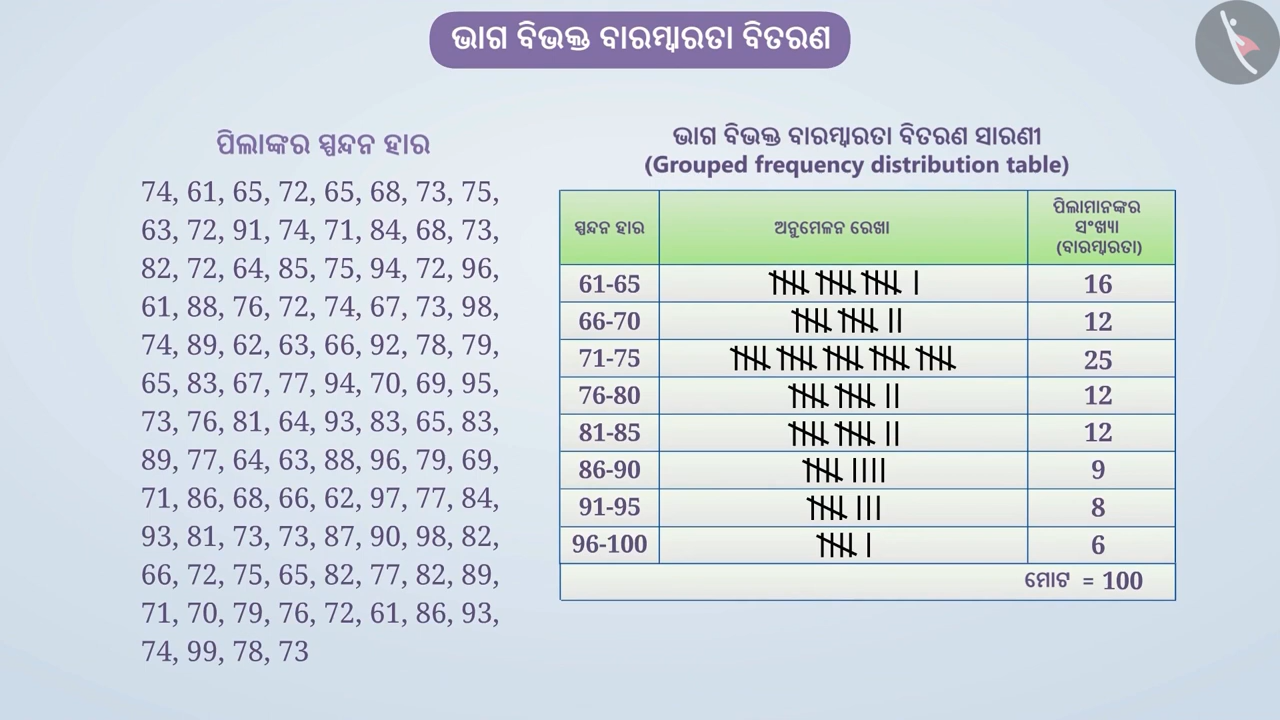 ଭାଗ ବିଭକ୍ତ ବାରମ୍ବାରତା ବିତରଣ
ପିଲାଙ୍କର ସ୍ପନ୍ଦନ ହାର
74, 61, 65, 72, 65, 68, 73, 75,
63, 72, 91, 74, 71, 84, 68, 73,
82, 72, 64, 85, 75, 94, 72, 96,
61, 88, 76, 72, 74, 67, 73, 98,
74, 89, 62, 63, 66, 92, 78, 79,
65, 83, 67, 77, 94, 70, 69, 95,
73, 76, 81, 64, 93, 83, 65, 83,
89, 77, 64, 63, 88, 96, 79, 69,
71, 86, 68, 66, 62, 97, 77, 84,
93, 81, 73, 73, 87, 90, 98, 82,
66, 72, 75, 65, 82, 77, 82, 89,
71, 70, 79, 76, 72, 61, 86, 93,
74, 99, 78, 73
ଭାଗ ବିଭକ୍ତ ବାରମ୍ବାରତା ବିତରଣ ସାରଣୀ
(Grouped frequency distribution table)
ସ୍ପନ୍ଦନ ହାର ଅନୁମେଳନ ରେଖା ପିଲାମାନଙ୍କର
ସଂଖ୍ୟା
(ବାରମ୍ବାରତା)
61-65 16
66-70 12
71-75 25
76-80 12
81-85 12
86-90 9
91-95 8
96-100 6
ମୋଟ = 100